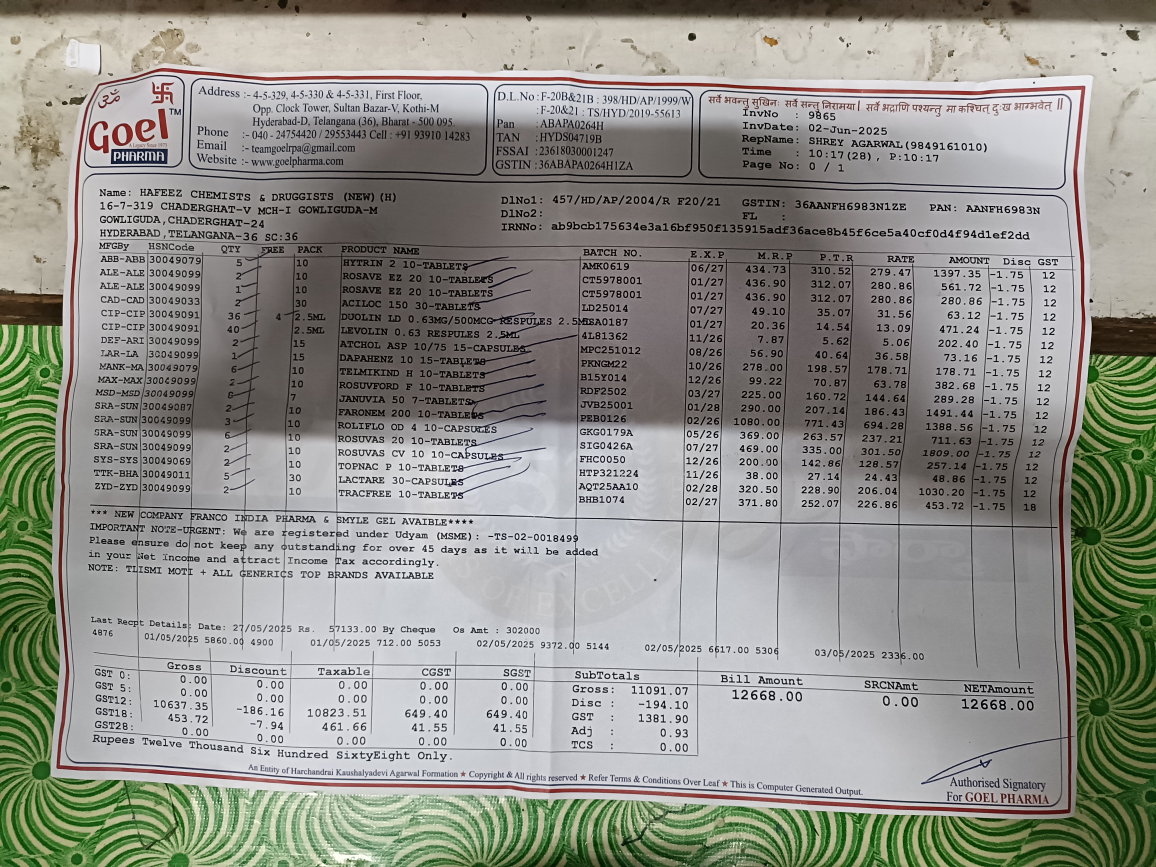 ॐ 卐
Goel TM
A Legacy Since 1973
PHARMA
Address :- 4-5-329, 4-5-330 & 4-5-331, First Floor,
Opp. Clock Tower, Sultan Bazar-V, Kothi-M
Hyderabad-D, Telangana (36), Bharat - 500 095.
Phone :- 040 - 24754420 / 29553443 Cell : +91 93910 14283
Email :- teamgoelrpa@gmail.com
Website :- www.goelpharma.com
D.L.No : F-20B&21B : 398/HD/AP/1999/W
: F-20&21 : TS/HYD/2019-55613
Pan : ABAPA0264H
TAN : HYDS04719B
FSSAI : 23618030001247
GSTIN : 36ABAPA0264H1ZA
सर्वे भवन्तु सुखिनः सर्वे सन्तु निरामया। सर्वे भद्राणि पश्यन्तु मा कश्चित् दुःख भाग्भवेत् ॥
InvNo : 9865
InvDate: 02-Jun-2025
RepName: SHREY AGARWAL(9849161010)
Time : 10:17(28), P:10:17
Page No: 0 / 1
Name: HAFEEZ CHEMISTS & DRUGGISTS (NEW)(H)
16-7-319 CHADERGHAT-V MCH-I GOWLIGUDA-M
GOWLIGUDA,CHADERGHAT-24
HYDERABAD,TELANGANA-36 SC:36
DlNo1: 457/HD/AP/2004/R F20/21 GSTIN: 36AANFH6983N1ZE PAN: AANFH6983N
DlNo2: FL :
IRNNo: ab9bcb175634e3a16bf950f135915adf36ace8b45f6ce5a40cf0d4f94d1ef2dd
MFGBy HSNCode QTY FREE PACK PRODUCT NAME BATCH NO. E.X.P M.R.P P.T.R RATE AMOUNT Disc GST
ABB-ABB 30049079 5 10 HYTRIN 2 10-TABLETS AMK0619 06/27 434.73 310.52 279.47 1397.35 -1.75 12
ALE-ALE 30049099 2 10 ROSAVE EZ 20 10-TABLETS CT5978001 01/27 436.90 312.07 280.86 561.72 -1.75 12
ALE-ALE 30049099 1 10 ROSAVE EZ 20 10-TABLETS CT5978001 01/27 436.90 312.07 280.86 280.86 -1.75 12
CAD-CAD 30049033 2 30 ACILOC 150 30-TABLETS LD25014 07/27 49.10 35.07 31.56 63.12 -1.75 12
CIP-CIP 30049091 36 4 2.5ML DUOLIN LD 0.63MG/500MCG RESPULES 2.5M SA0187 01/27 20.36 14.54 13.09 471.24 -1.75 12
CIP-CIP 30049091 40 2.5ML LEVOLIN 0.63 RESPULES 2.5ML 4L81362 11/26 7.87 5.62 5.06 202.40 -1.75 12
DEF-ARI 30049099 2 15 ATCHOL ASP 10/75 15-CAPSULES MPC251012 08/26 56.90 40.64 36.58 73.16 -1.75 12
LAR-LA 30049099 1 15 DAPAHENZ 10 15-TABLETS PKNGM22 10/26 278.00 198.57 178.71 178.71 -1.75 12
MANK-MA 30049079 6 10 TELMIKIND H 10-TABLETS B15Y014 12/26 99.22 70.87 63.78 382.68 -1.75 12
MAX-MAX 30049099 2 10 ROSUVFORD F 10-TABLETS RDF2502 03/27 225.00 160.72 144.64 289.28 -1.75 12
MSD-MSD 30049099 8 7 JANUVIA 50 7-TABLETS JVB25001 01/28 290.00 207.14 186.43 1491.44 -1.75 12
SRA-SUN 30049087 2 10 FARONEM 200 10-TABLETS PEB0126 02/26 1080.00 771.43 694.28 1388.56 -1.75 12
SRA-SUN 30049099 3 10 ROLIFLO OD 4 10-CAPSULES GKG0179A 05/26 369.00 263.57 237.21 711.63 -1.75 12
SRA-SUN 30049099 6 10 ROSUVAS 20 10-TABLETS SIG0426A 07/27 469.00 335.00 301.50 1809.00 -1.75 12
SRA-SUN 30049099 2 10 ROSUVAS CV 10 10-CAPSULES FHC0050 12/26 200.00 142.86 128.57 257.14 -1.75 12
SYS-SYS 30049069 2 10 TOPNAC P 10-TABLETS HTP321224 11/26 38.00 27.14 24.43 48.86 -1.75 12
TTK-BHA 30049011 5 30 LACTARE 30-CAPSULES AQT25AA10 02/28 320.50 228.90 206.04 1030.20 -1.75 12
ZYD-ZYD 30049099 2 10 TRACFREE 10-TABLETS BHB1074 02/27 371.80 252.07 226.86 453.72 -1.75 18
*** NEW COMPANY FRANCO INDIA PHARMA & SMYLE GEL AVAIBLE****
IMPORTANT NOTE-URGENT: We are registered under Udyam (MSME): -TS-02-0018499
Please ensure do not keep any outstanding for over 45 days as it will be added
in your Net Income and attract Income Tax accordingly.
NOTE: TLISMI MOTI + ALL GENERICS TOP BRANDS AVAILABLE
OF EXCELLE
Last Recpt Details: Date: 27/05/2025 Rs. 57133.00 By Cheque Os Amt : 302000
4876 01/05/2025 5860.00 4900 01/05/2025 712.00 5053 02/05/2025 9372.00 5144 02/05/2025 6617.00 5306 03/05/2025 2336.00
Gross Discount Taxable CGST SGST
GST 0: 0.00 0.00 0.00 0.00 0.00
GST 5: 0.00 0.00 0.00 0.00 0.00
GST12: 10637.35 -186.16 10823.51 649.40 649.40
GST18: 453.72 -7.94 461.66 41.55 41.55
GST28: 0.00 0.00 0.00 0.00 0.00
Rupees Twelve Thousand Six Hundred SixtyEight Only.
SubTotals
Gross: 11091.07
Disc : -194.10
GST : 1381.90
Adj : 0.93
TCS : 0.00
Bill Amount SRCNAmt NETAmount
12668.00 0.00 12668.00
An Entity of Harchandrai Kaushalyadevi Agarwal Formation ★ Copyright & All rights reserved ★ Refer Terms & Conditions Over Leaf ★ This is Computer Generated Output.
Authorised Signatory
For GOEL PHARMA